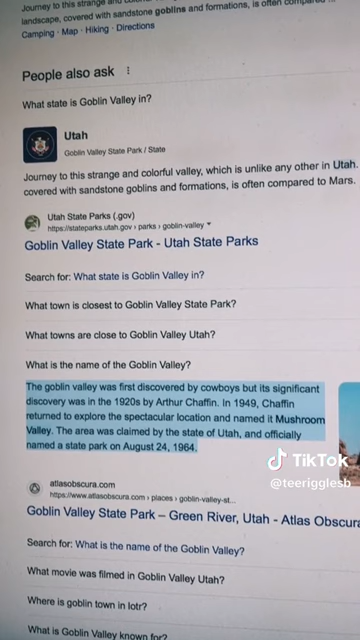 Journey to this strange and
landscape, covered with sandstone goblins and formations, is often compared
Camping · Map · Hiking · Directions
People also ask
What state is Goblin Valley in?
Utah
Goblin Valley State Park / State
Journey to this strange and colorful valley, which is unlike any other in Utah.
covered with sandstone goblins and formations, is often compared to Mars.
Utah State Parks (.gov)
https://stateparks.utah.gov › parks › goblin-valley
Goblin Valley State Park - Utah State Parks
Search for: What state is Goblin Valley in?
What town is closest to Goblin Valley State Park?
What towns are close to Goblin Valley Utah?
What is the name of the Goblin Valley?
The goblin valley was first discovered by cowboys but its significant
discovery was in the 1920s by Arthur Chaffin. In 1949, Chaffin
returned to explore the spectacular location and named it Mushroom
Valley. The area was claimed by the state of Utah, and officially
named a state park on August 24, 1964.
TikTok
@teerigglesb
atlasobscura.com
https://www.atlasobscura.com › places › goblin-valley-st...
Goblin Valley State Park – Green River, Utah - Atlas Obscura
Search for: What is the name of the Goblin Valley?
What movie was filmed in Goblin Valley Utah?
Where is goblin town in lotr?
What is Goblin Valley known for?